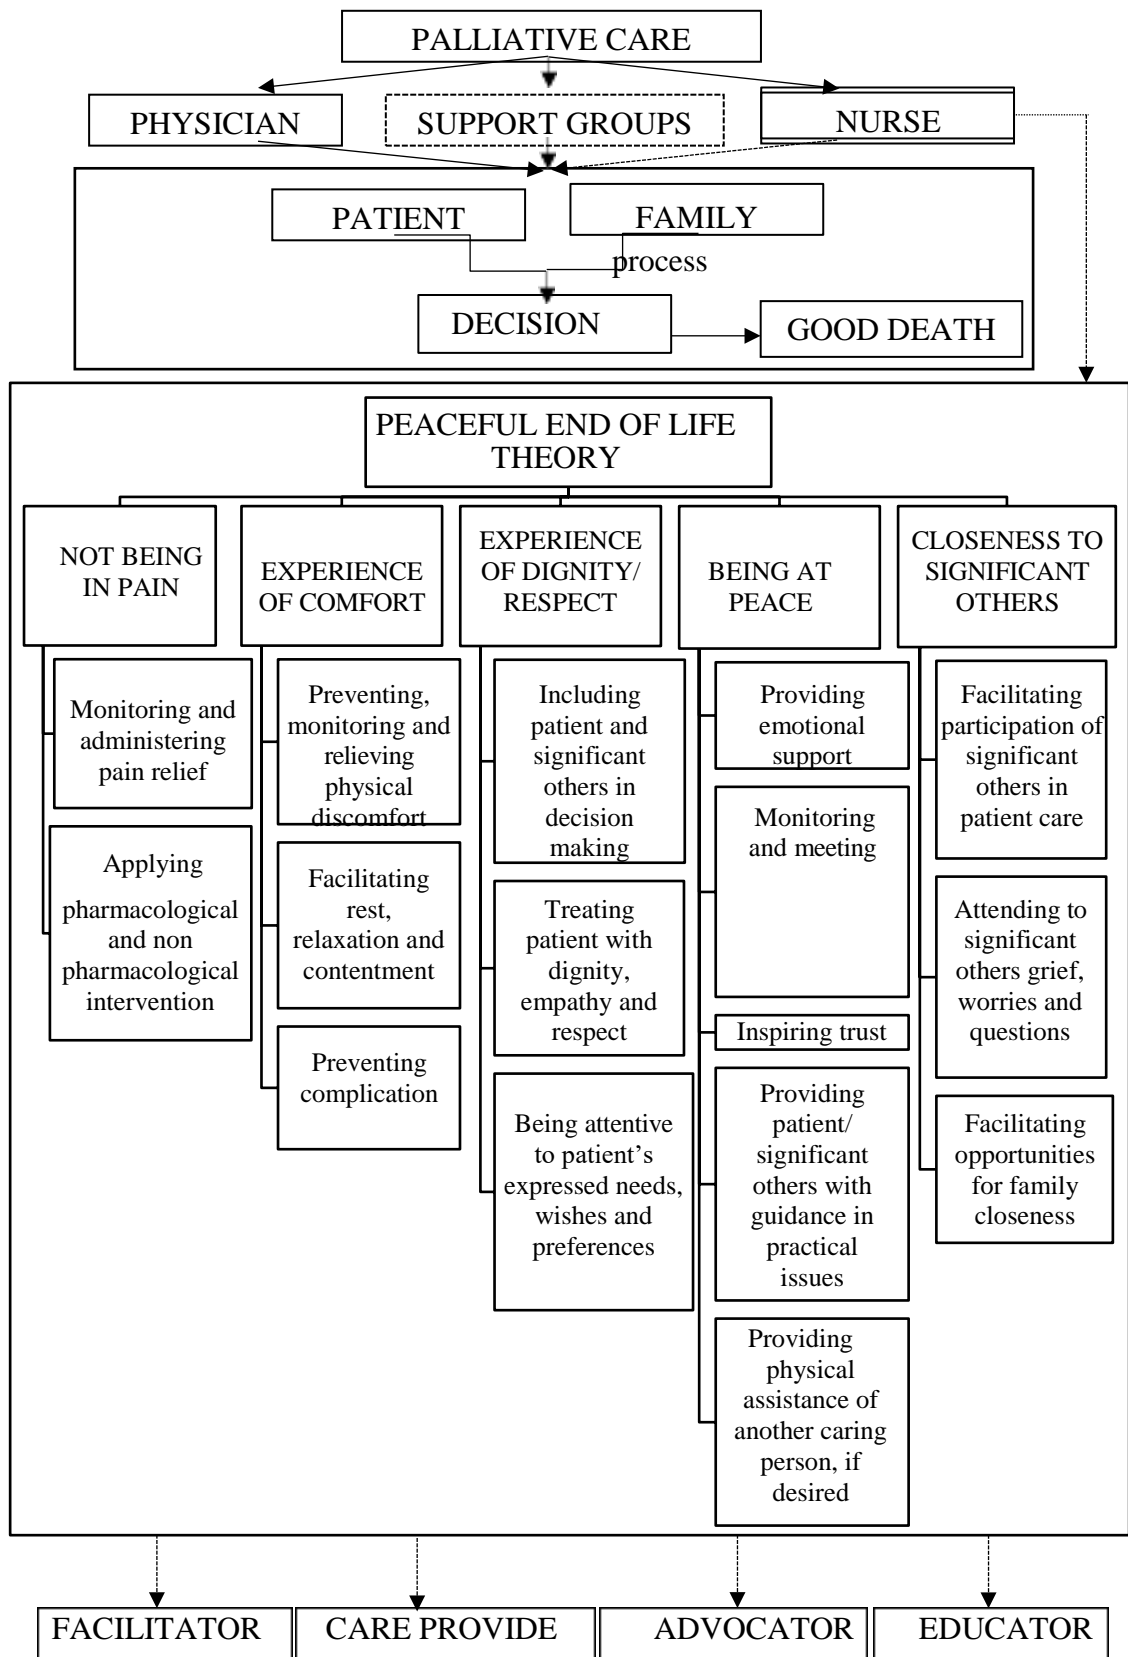 PALLIATIVE CARE
PHYSICIAN
SUPPORT GROUPS
NURSE
PATIENT
FAMILY
process
DECISION
GOOD DEATH
PEACEFUL END OF LIFE
THEORY
NOT BEING
IN PAIN
EXPERIENCE
OF COMFORT
EXPERIENCE
OF DIGNITY/
RESPECT
BEING AT
PEACE
CLOSENESS TO
SIGNIFICANT
OTHERS
Monitoring and
administering
pain relief
Applying
pharmacological
and non
pharmacological
intervention
Preventing,
monitoring and
relieving
physical
discomfort
Facilitating
rest,
relaxation and
contentment
Preventing
complication
Including
patient and
significant
others in
decision
making
Treating
patient with
dignity,
empathy and
respect
Being attentive
to patient’s
expressed needs,
wishes and
preferences
Providing
emotional
support
Monitoring
and meeting
Inspiring trust
Providing
patient/
significant
others with
guidance in
practical
issues
Providing
physical
assistance of
another caring
person, if
desired
Facilitating
participation of
significant
others in
patient care
Attending to
significant
others grief,
worries and
questions
Facilitating
opportunities
for family
closeness
FACILITATOR
CARE PROVIDE
ADVOCATOR
EDUCATOR